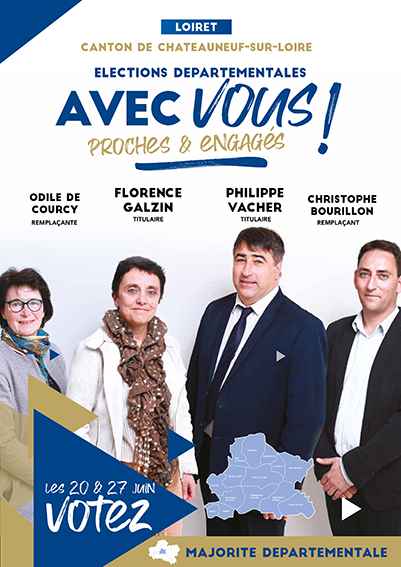 LOIRET
CANTON DE CHATEAUNEUF-SUR-LOIRE
ELECTIONS DEPARTEMENTALES
AVEC VOUS !
PROCHES & ENGAGÉS
ODILE DE
COURCY
REMPLAÇANTE
FLORENCE
GALZIN
TITULAIRE
PHILIPPE
VACHER
TITULAIRE
CHRISTOPHE
BOURILLON
REMPLAÇANT
LES 20 & 27 JUIN
VOTEZ
MAJORITE DEPARTEMENTALE